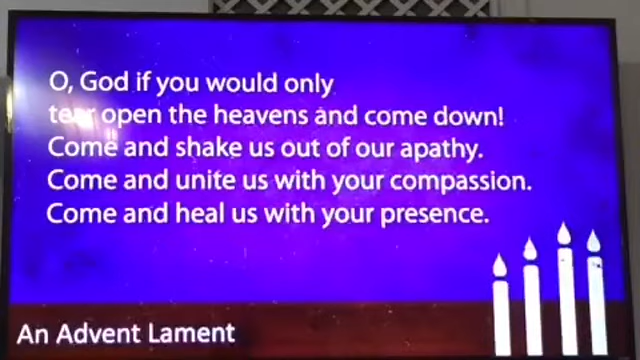 O, God if you would only
tear open the heavens and come down!
Come and shake us out of our apathy.
Come and unite us with your compassion.
Come and heal us with your presence.
An Advent Lament